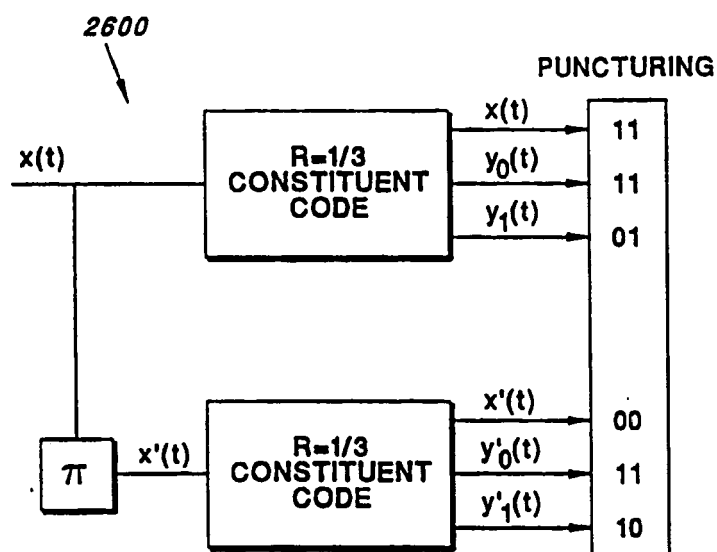 2600
PUNCTURING
x(t)
R=1/3
CONSTITUENT
CODE
x(t)
y0(t)
y1(t)
11
11
01
π
x'(t)
R=1/3
CONSTITUENT
CODE
x'(t)
y'0(t)
y'1(t)
00
11
10